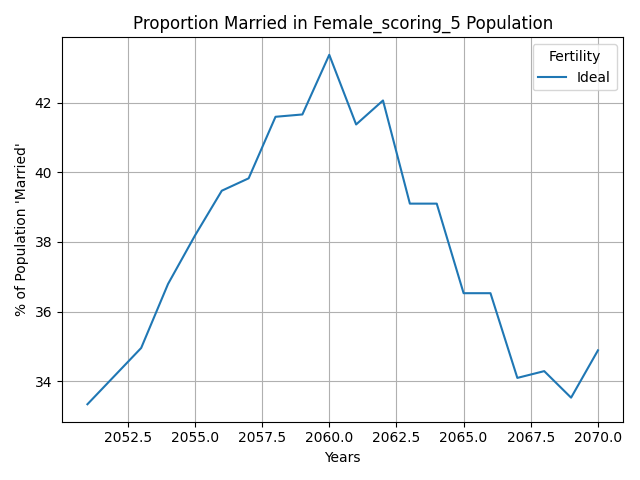 Proportion Married in Female_scoring_5 Population
Fertility
Ideal
% of Population 'Married'
42
40
38
36
34
2052.5 2055.0 2057.5 2060.0 2062.5 2065.0 2067.5 2070.0
Years